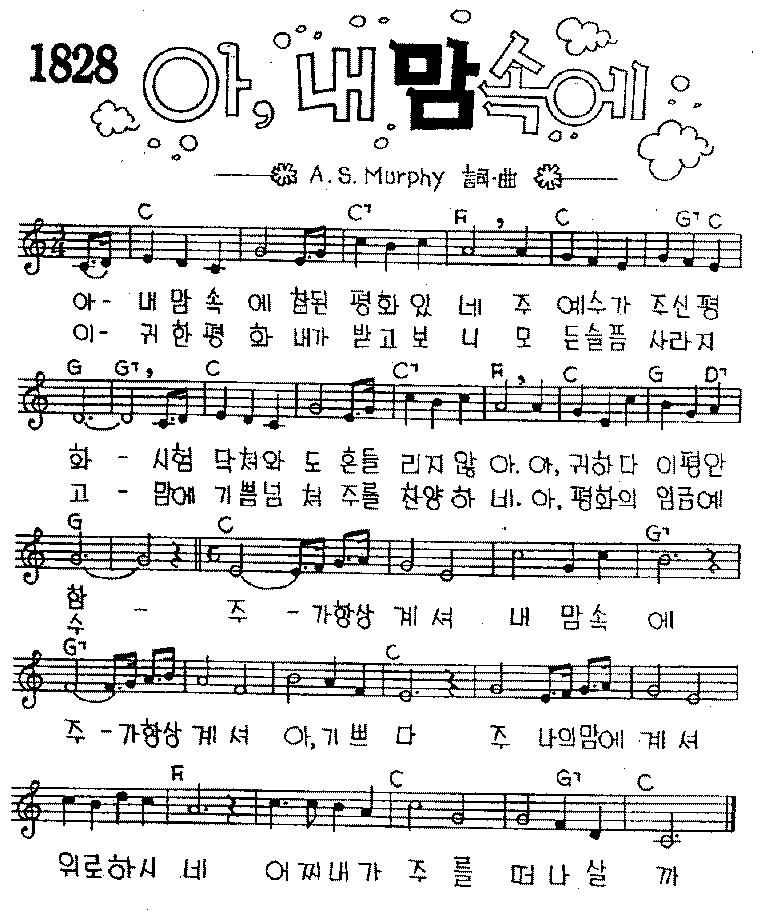 1828 아, 내 맘 속에
A.S. Murphy 詞·曲
C C7 F C G7 C
아- 내 맘 속 에 참된 평화있 네 주 예수가 주신평
이- 귀한평 화 내가 받고보 니 모 든슬픔 사라지
G G7 C C7 F C G D7
화 - 시험 닥쳐와 도 흔들 리지않 아. 아, 귀하다 이평안
고 - 맘에 기쁨넘 쳐 주를 찬양하 네. 아, 평화의 임금예
G C G7
함 - 주 -가항상 계셔 내 맘속 에
수
G7 C
주-가항상 계셔 아,기쁘 다 주 나의맘에 계셔
F C G7 C
위로하시 네 어찌내가 주를 떠나살 까